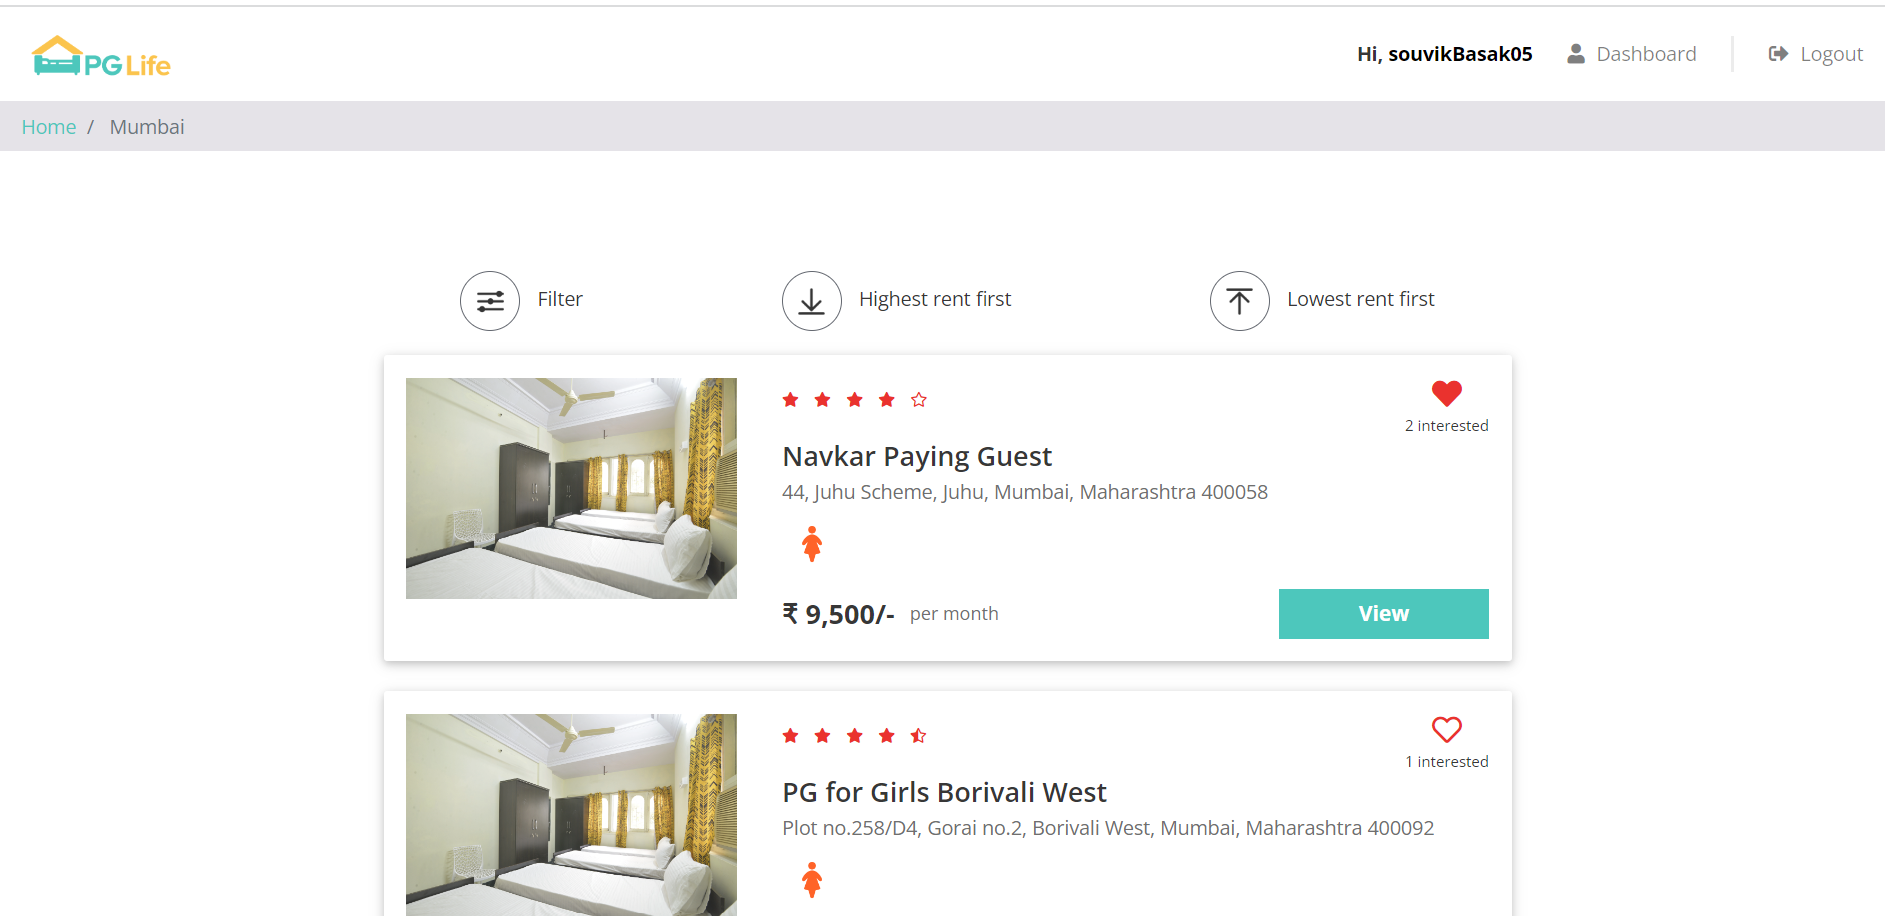 PG Life
Hi, souvikBasak05
Dashboard
Logout
Home / Mumbai
Filter
Highest rent first
Lowest rent first
2 interested
Navkar Paying Guest
44, Juhu Scheme, Juhu, Mumbai, Maharashtra 400058
₹ 9,500/- per month
View
1 interested
PG for Girls Borivali West
Plot no.258/D4, Gorai no.2, Borivali West, Mumbai, Maharashtra 400092